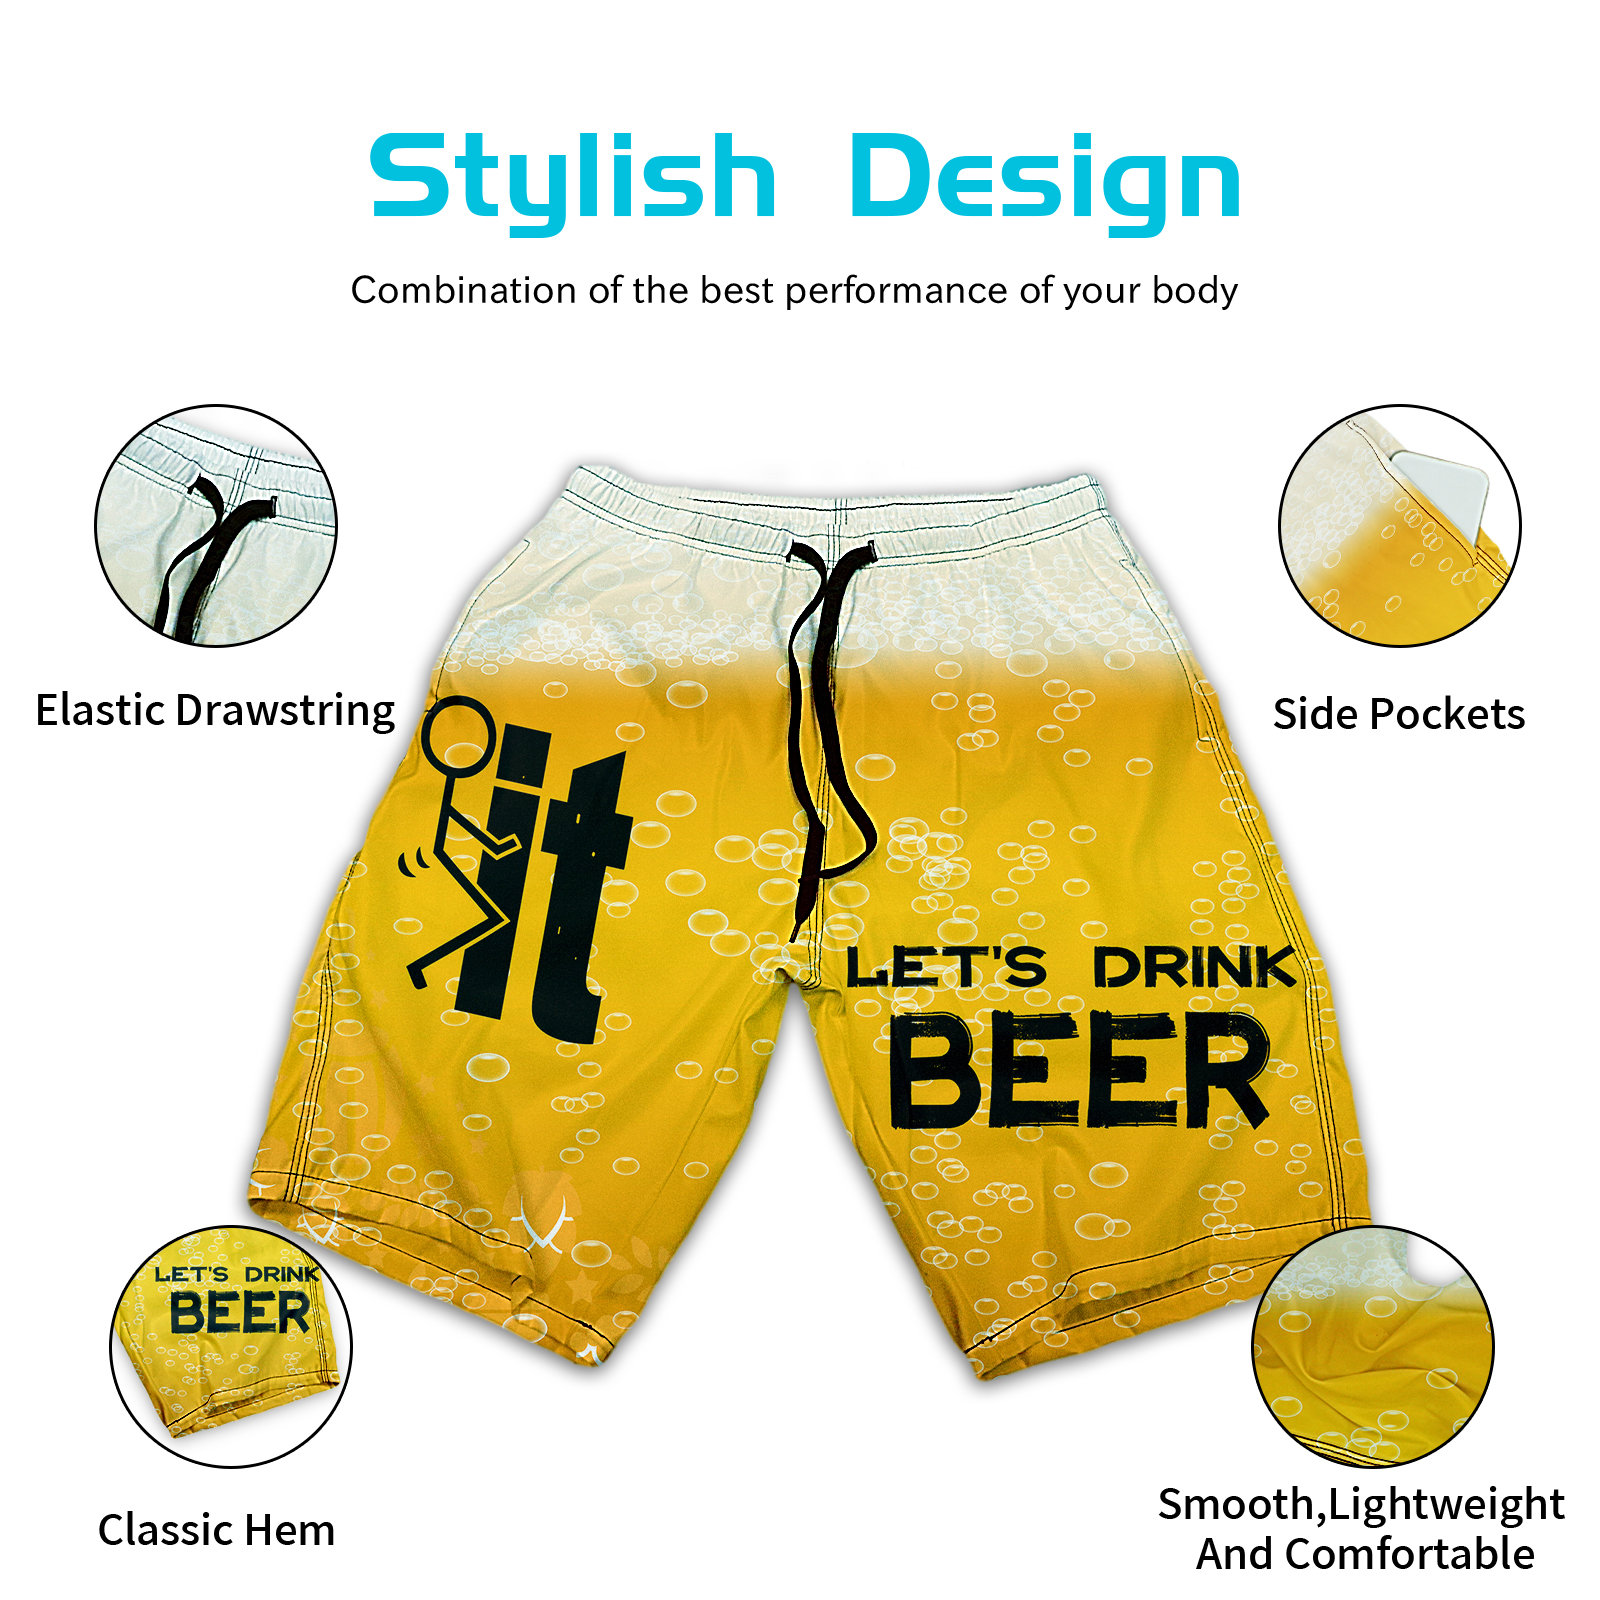 Stylish Design
Combination of the best performance of your body
Elastic Drawstring
Side Pockets
it
LET'S DRINK
BEER
LET'S DRINK
BEER
Classic Hem
Smooth,Lightweight
And Comfortable